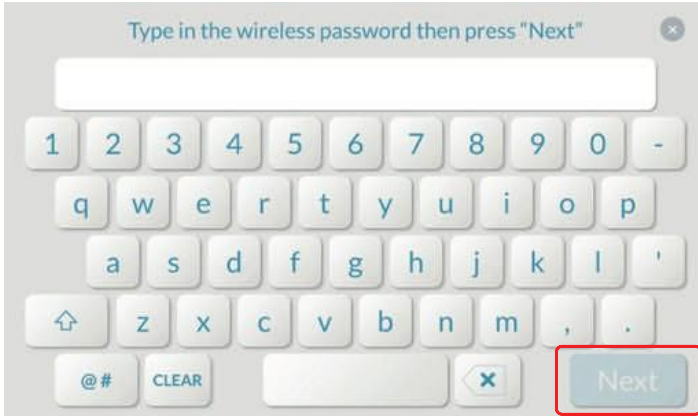 Type in the wireless password then press “Next”
1 2 3 4 5 6 7 8 9 0 -
q w e r t y u i o p
a s d f g h j k l '
z x c v b n m , .
@# CLEAR Next